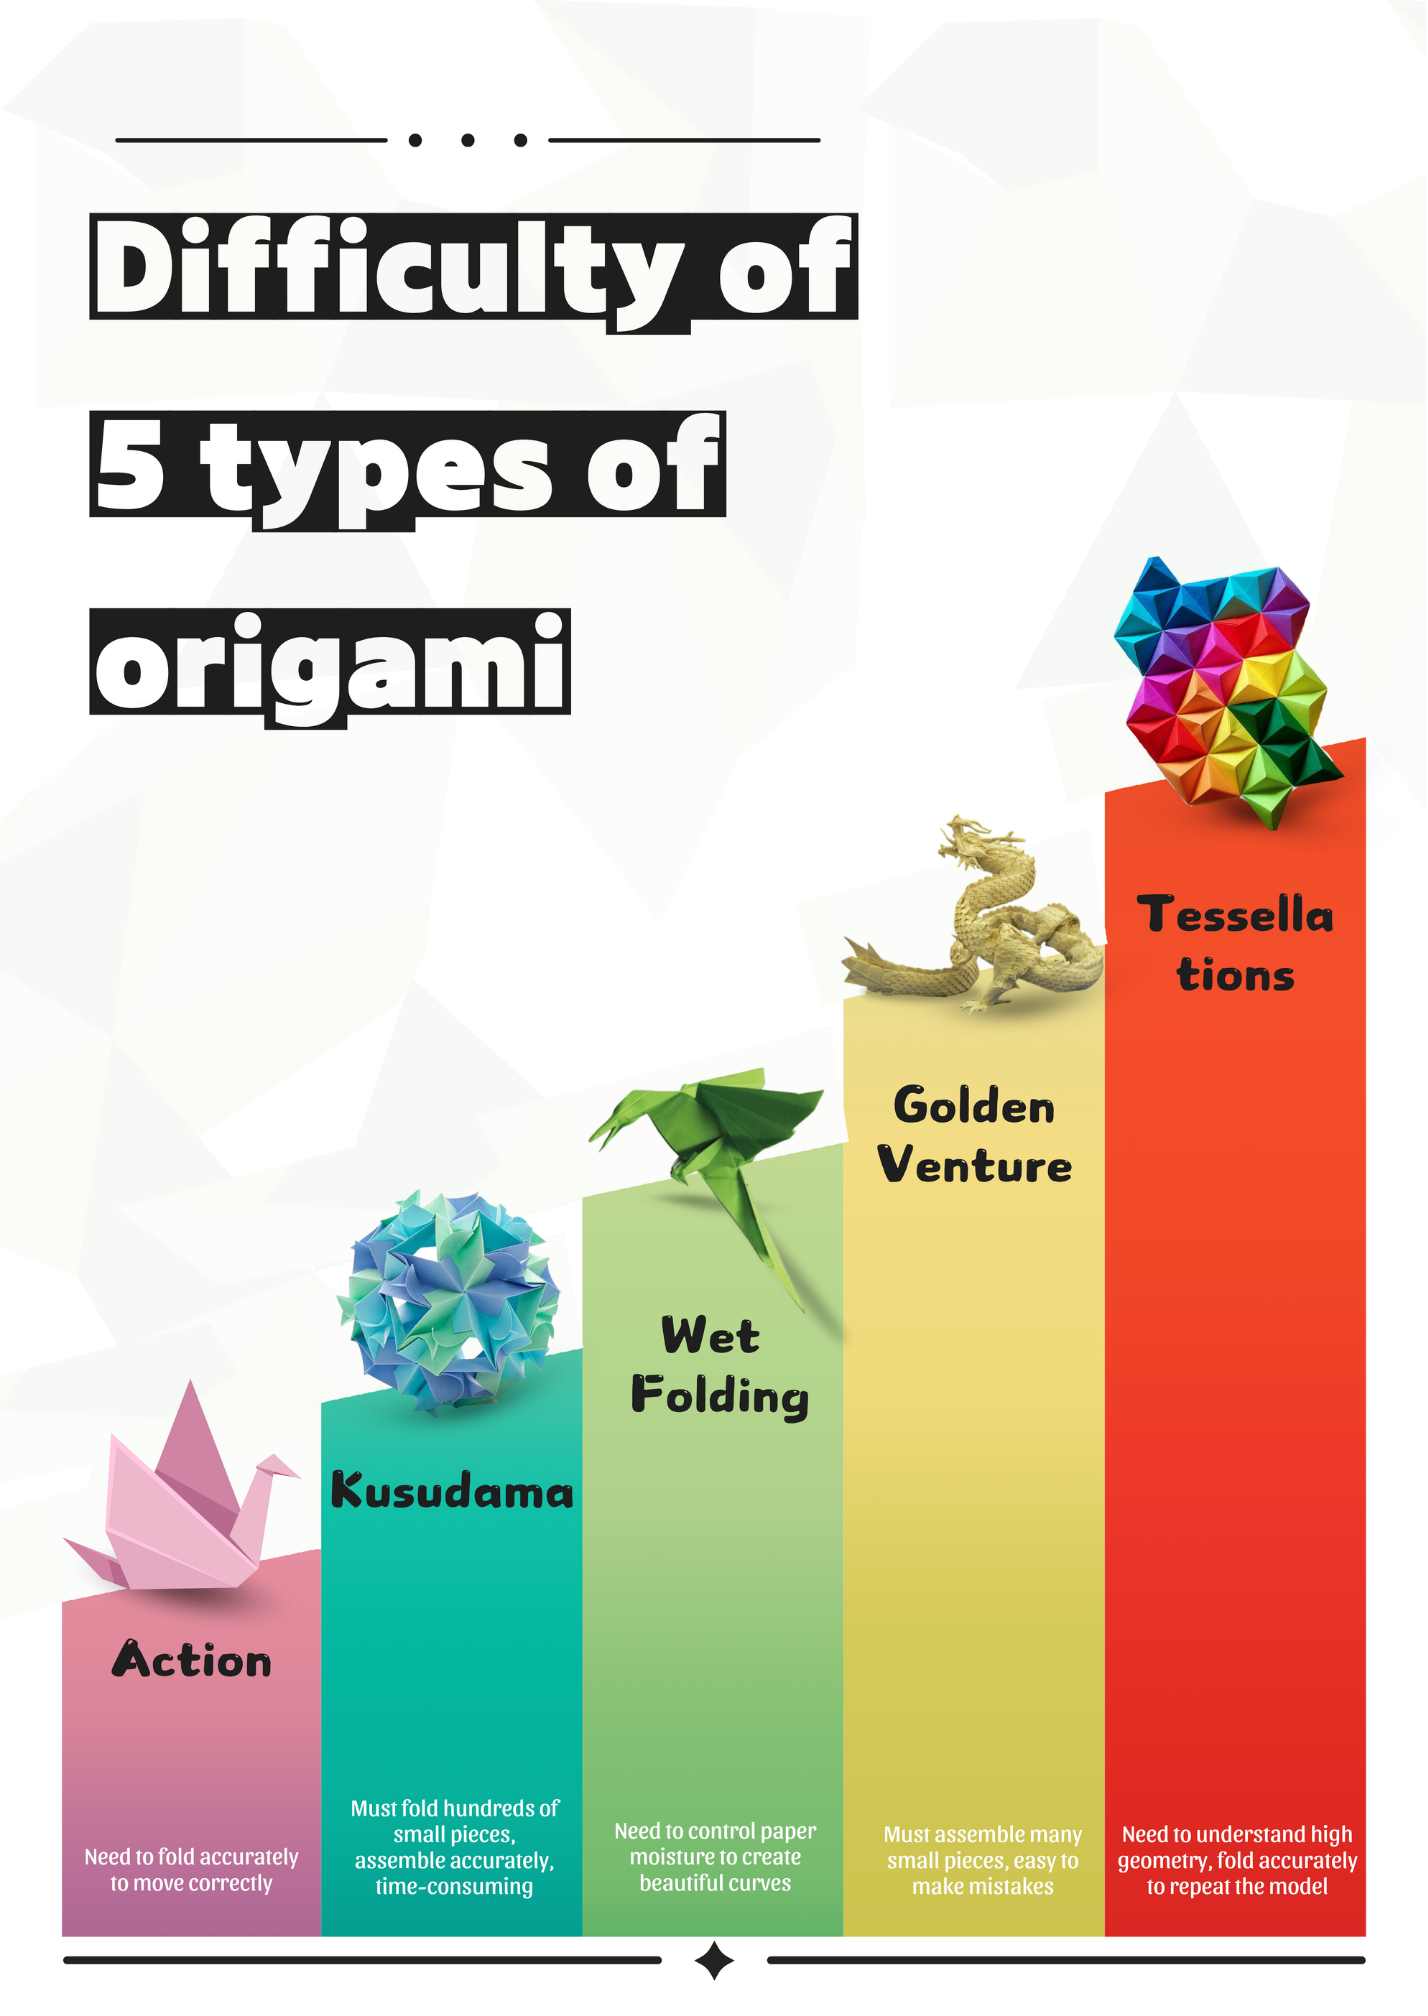 Difficulty of
5 types of
origami
Tessella
tions
Golden
Venture
Wet
Folding
Kusudama
Action
Need to fold accurately
to move correctly
Must fold hundreds of
small pieces,
assemble accurately,
time-consuming
Need to control paper
moisture to create
beautiful curves
Must assemble many
small pieces, easy to
make mistakes
Need to understand high
geometry, fold accurately
to repeat the model